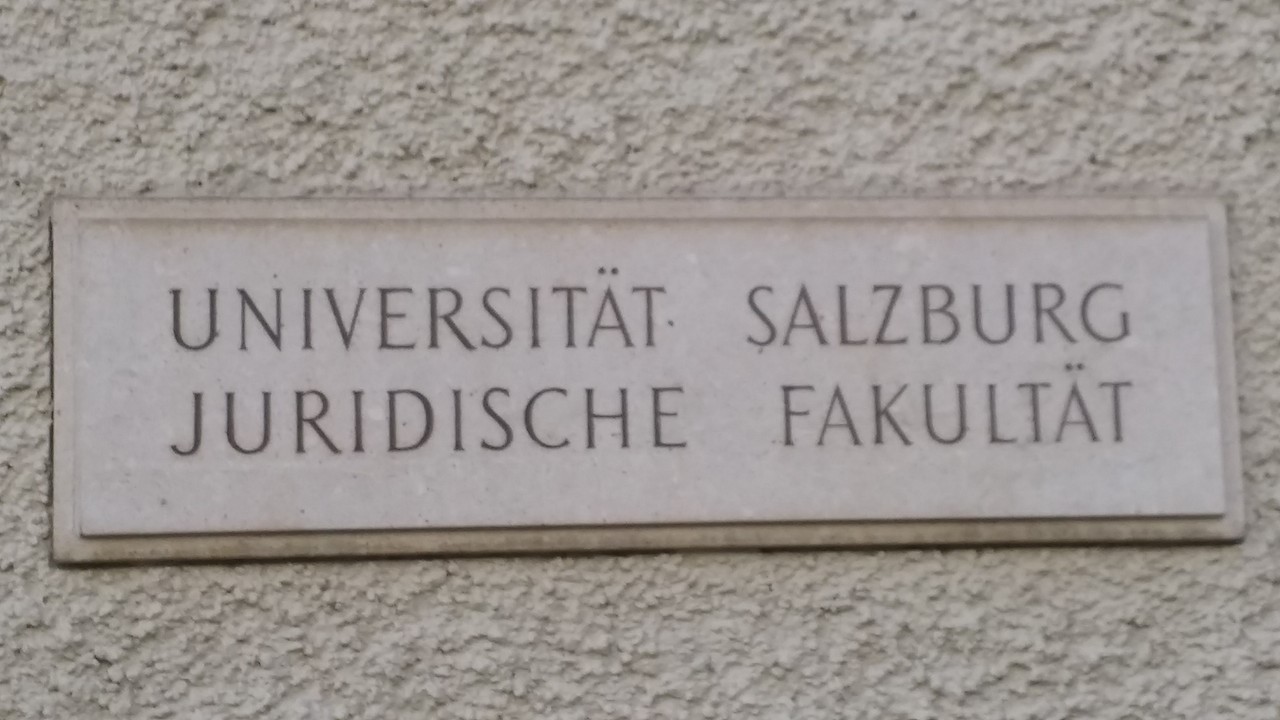 UNIVERSITÄT SALZBURG
JURIDISCHE FAKULTÄT